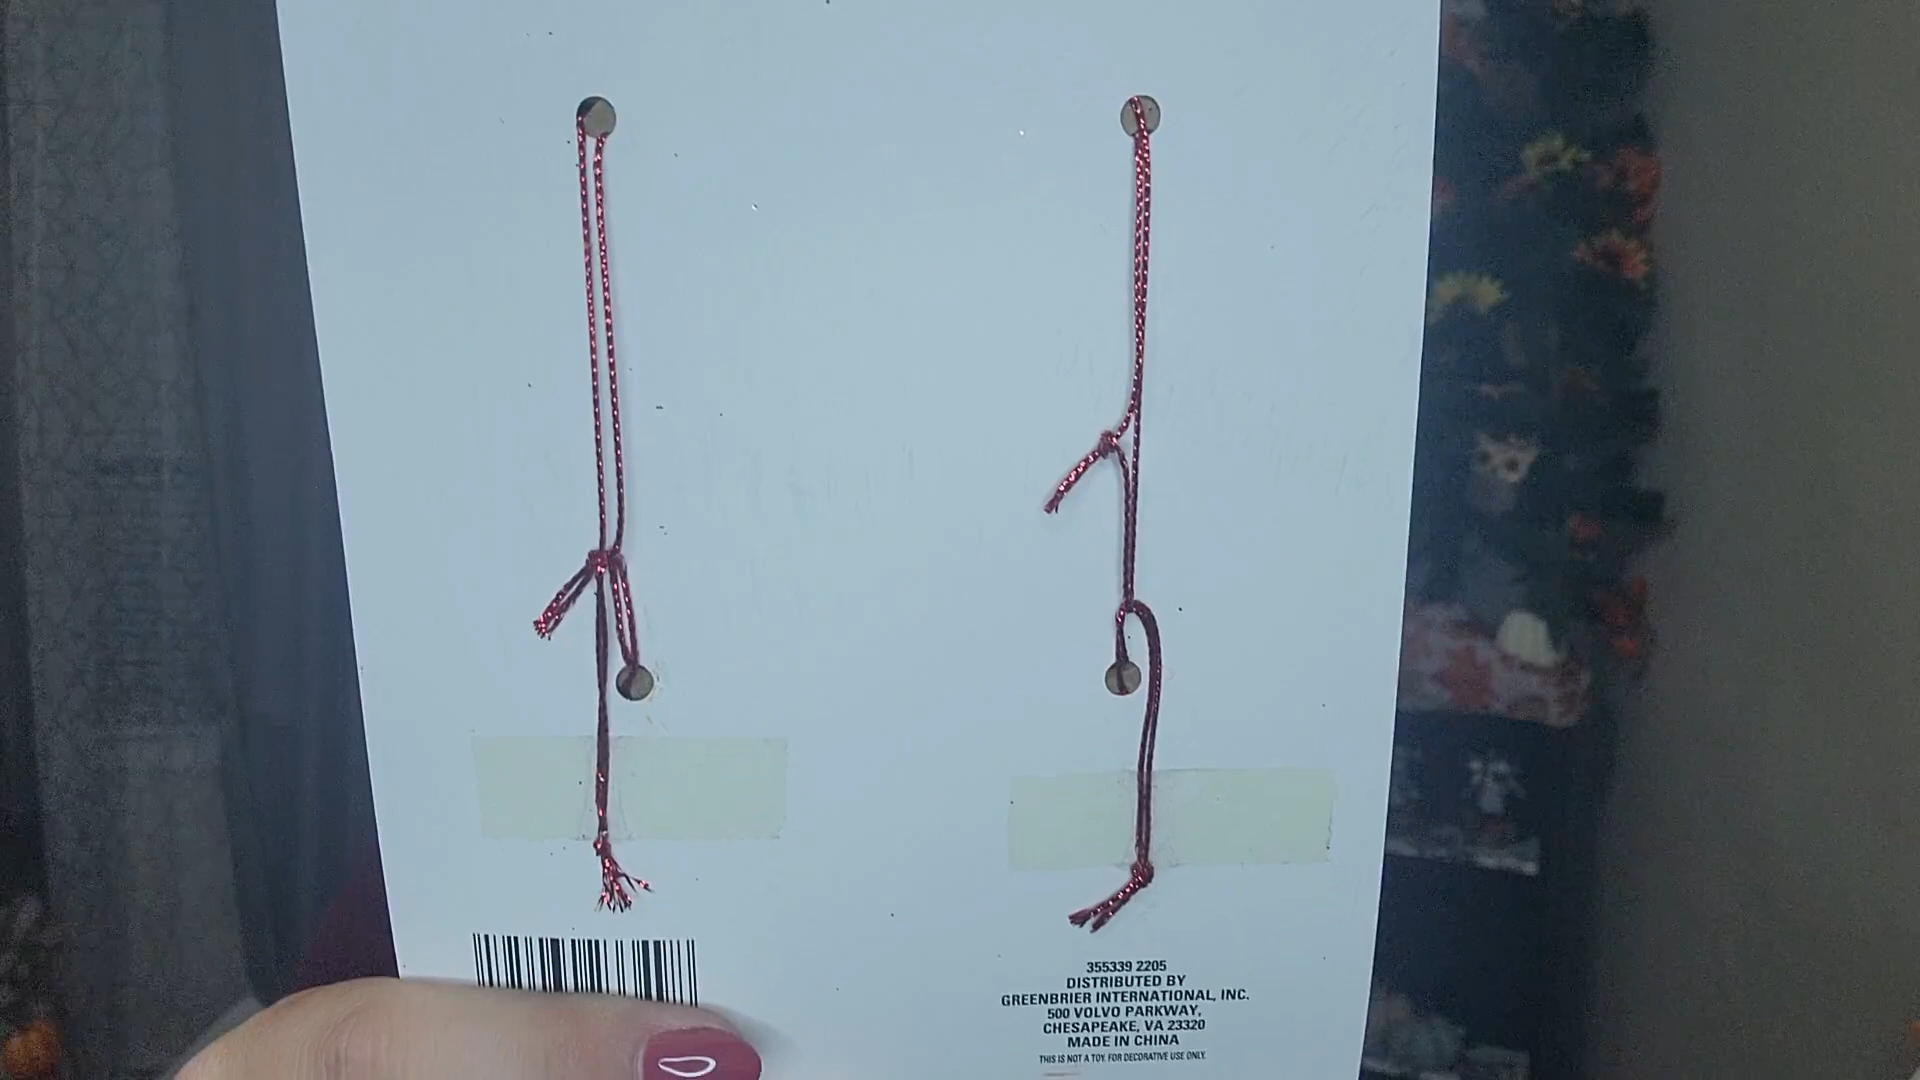 355339 2205
DISTRIBUTED BY
GREENBRIER INTERNATIONAL, INC.
500 VOLVO PARKWAY,
CHESAPEAKE, VA 23320
MADE IN CHINA
THIS IS NOT A TOY. FOR DECORATIVE USE ONLY.